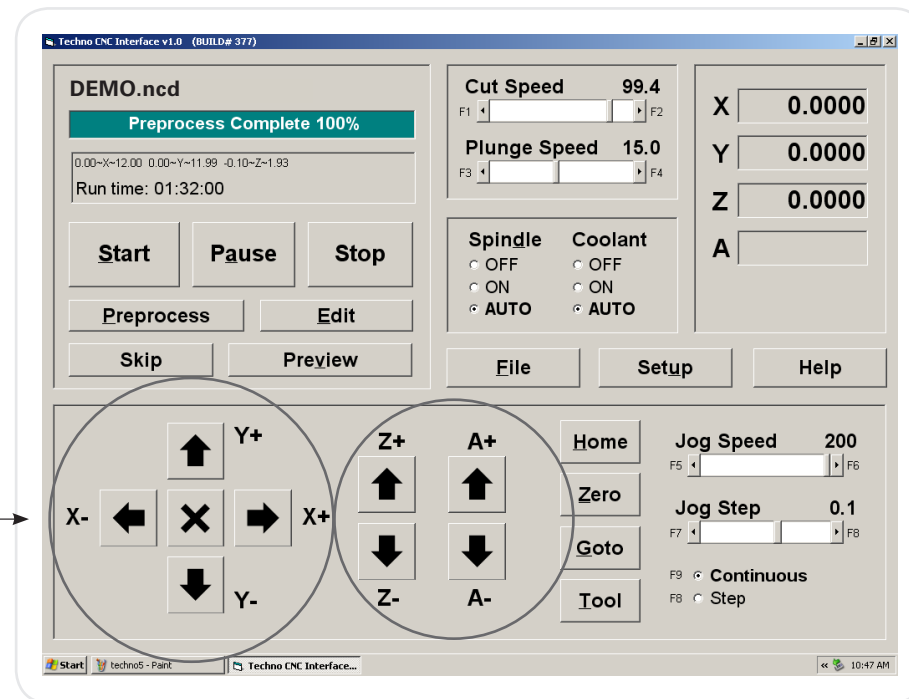 Techno CNC Interface v1.0 (BUILD# 377)
DEMO.ncd
Preprocess Complete 100%
0.00~X~12.00 0.00~Y~11.99 -0.10~Z~1.93
Run time: 01:32:00
Start Pause Stop
Preprocess Edit
Skip Preview
Cut Speed 99.4
F1 F2
Plunge Speed 15.0
F3 F4
Spindle Coolant
OFF OFF
ON ON
AUTO AUTO
X 0.0000
Y 0.0000
Z 0.0000
A
File Setup Help
Y+
X- X+
Y-
Z+ A+
Z- A-
Home
Zero
Goto
Tool
Jog Speed 200
F5 F6
Jog Step 0.1
F7 F8
F9 Continuous
F8 Step
Start techno5 - Paint Techno CNC Interface... « 10:47 AM